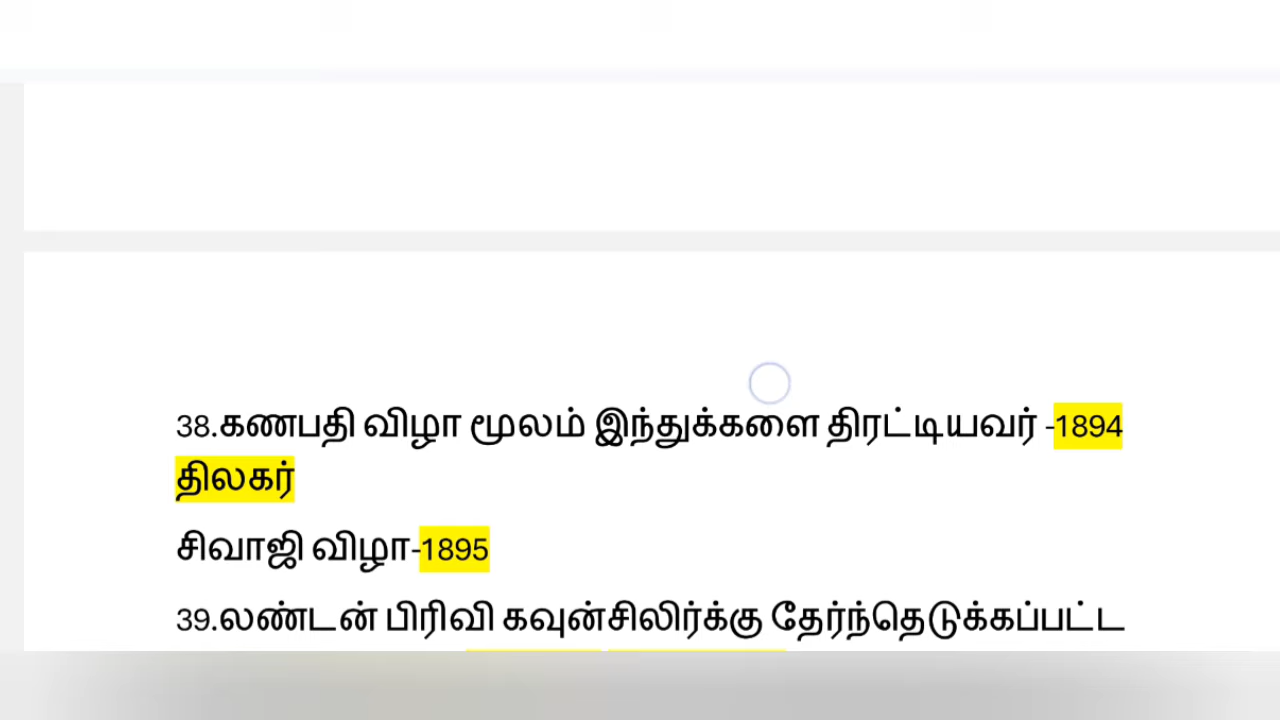 38.கணபதி விழா மூலம் இந்துக்களை திரட்டியவர் -1894
திலகர்
சிவாஜி விழா-1895
39.லண்டன் பிரிவி கவுன்சிலிர்க்கு தேர்ந்தெடுக்கப்பட்ட